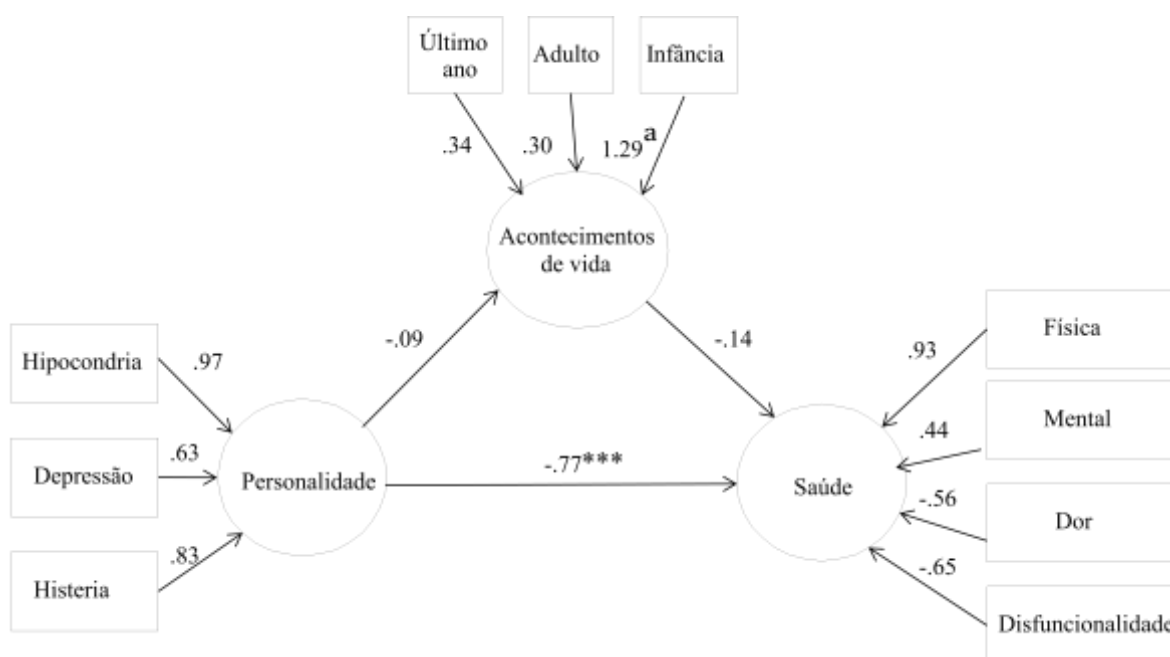 Último
ano
Adulto
Infância
.34
.30
1.29a
Acontecimentos
de vida
-.09
-.14
Hipocondria
.97
Depressão
.63
Histeria
.83
Personalidade
-.77***
Saúde
Física
.93
Mental
.44
Dor
-.56
Disfuncionalidade
-.65